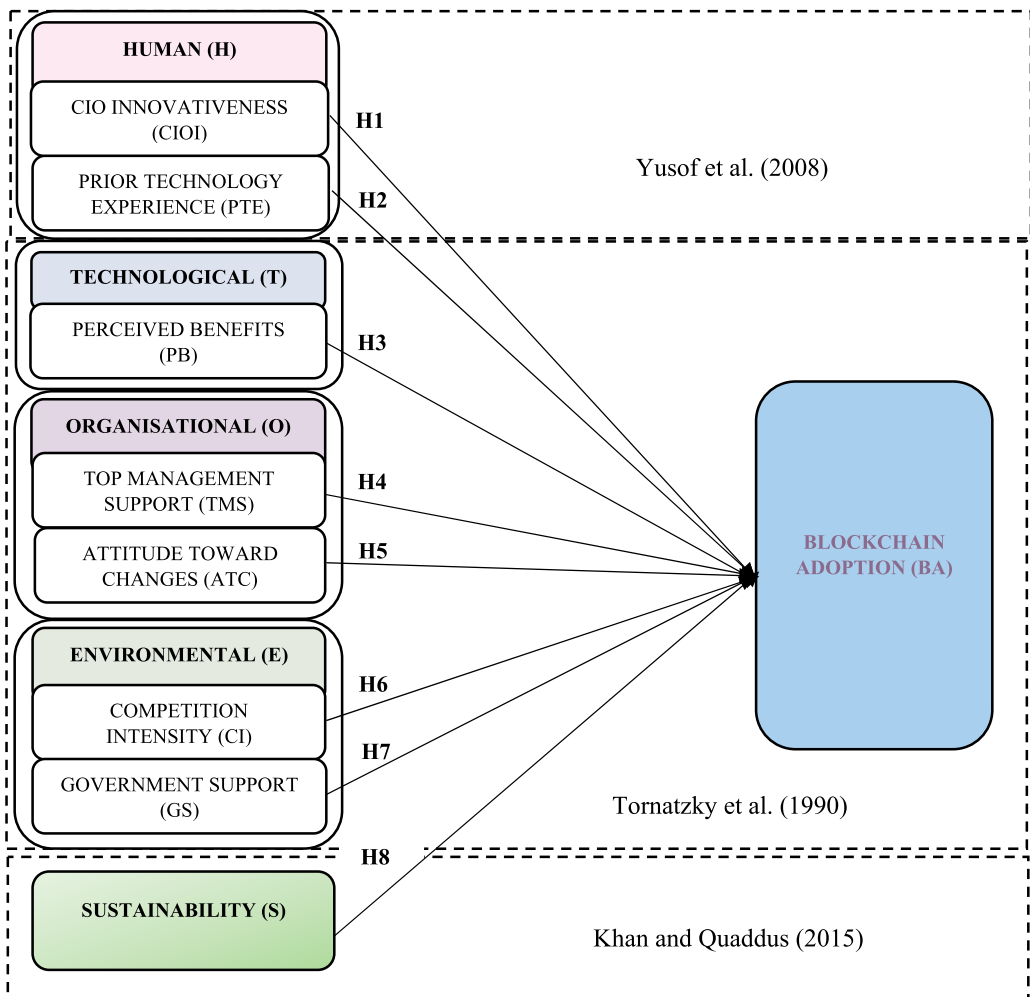 HUMAN (H)
CIO INNOVATIVENESS
(CIOI)
H1
PRIOR TECHNOLOGY
EXPERIENCE (PTE)
H2
Yusof et al. (2008)
TECHNOLOGICAL (T)
PERCEIVED BENEFITS
(PB)
H3
ORGANISATIONAL (O)
TOP MANAGEMENT
SUPPORT (TMS)
H4
ATTITUDE TOWARD
CHANGES (ATC)
H5
BLOCKCHAIN
ADOPTION (BA)
ENVIRONMENTAL (E)
COMPETITION
INTENSITY (CI)
H6
GOVERNMENT SUPPORT
(GS)
H7
Tornatzky et al. (1990)
H8
SUSTAINABILITY (S)
Khan and Quaddus (2015)